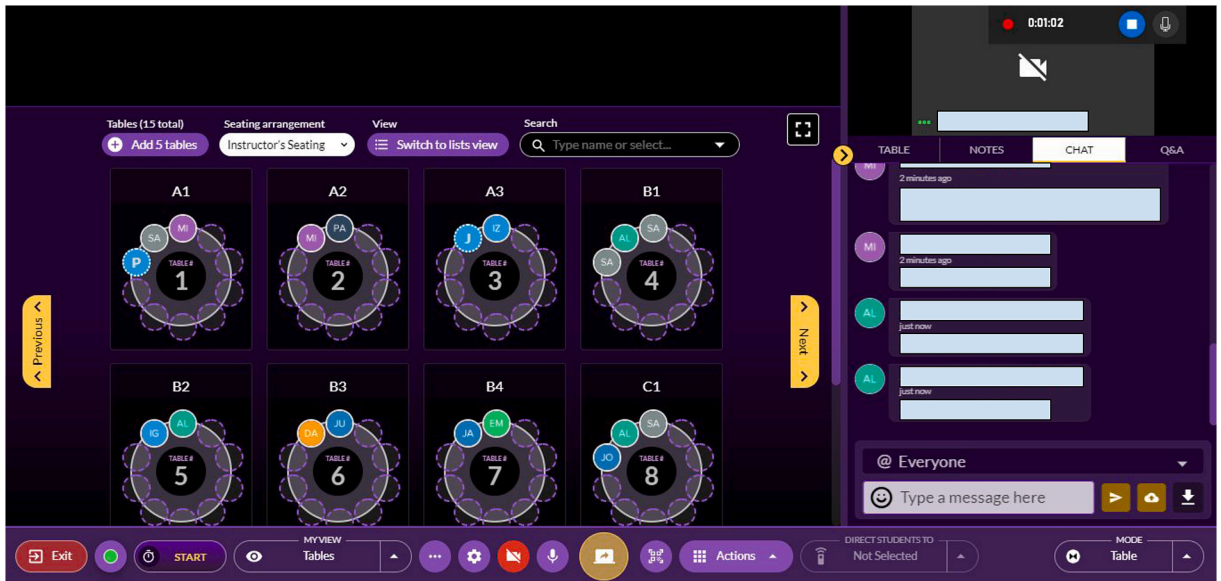 0:01:02
Tables (15 total) Seating arrangement View Search
Add 5 tables Instructor's Seating Switch to lists view Type name or select...
TABLE NOTES CHAT Q&A
A1 A2 A3 B1
SA MI P TABLE # 1
MI PA TABLE # 2
J IZ TABLE # 3
AL SA SA TABLE # 4
Previous
Next
B2 B3 B4 C1
IG AL TABLE # 5
DA JU TABLE # 6
JA EM TABLE # 7
AL SA JO TABLE # 8
MI
2 minutes ago
MI
2 minutes ago
AL
just now
AL
just now
@ Everyone
Type a message here
Exit
START
MY VIEW
Tables
Actions
DIRECT STUDENTS TO
Not Selected
MODE
Table